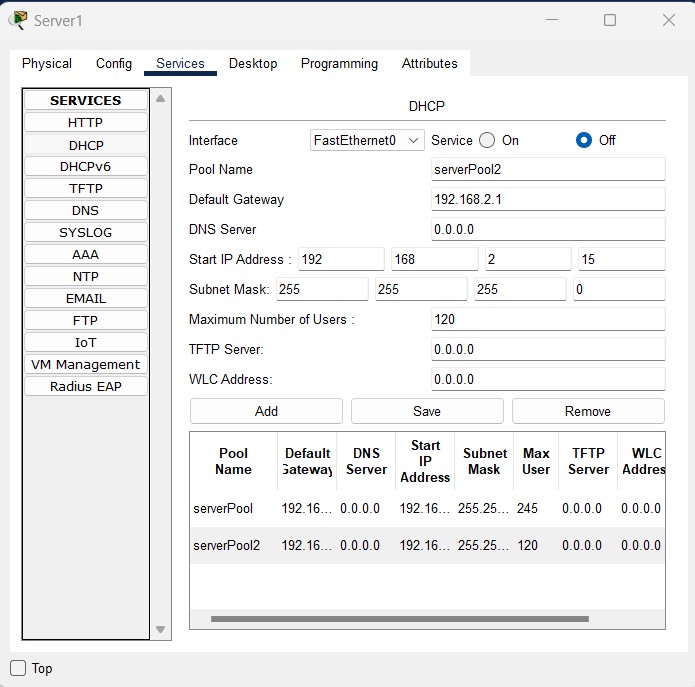 Server1
Physical Config Services Desktop Programming Attributes
SERVICES
HTTP
DHCP
DHCPv6
TFTP
DNS
SYSLOG
AAA
NTP
EMAIL
FTP
IoT
VM Management
Radius EAP
DHCP
Interface FastEthernet0 Service On Off
Pool Name serverPool2
Default Gateway 192.168.2.1
DNS Server 0.0.0.0
Start IP Address : 192 168 2 15
Subnet Mask: 255 255 255 0
Maximum Number of Users : 120
TFTP Server: 0.0.0.0
WLC Address: 0.0.0.0
Add Save Remove
Pool Name Default Gateway DNS Server Start IP Address Subnet Mask Max User TFTP Server WLC Addres
serverPool 192.16... 0.0.0.0 192.16... 255.25... 245 0.0.0.0 0.0.0.0
serverPool2 192.16... 0.0.0.0 192.16... 255.25... 120 0.0.0.0 0.0.0.0
Top